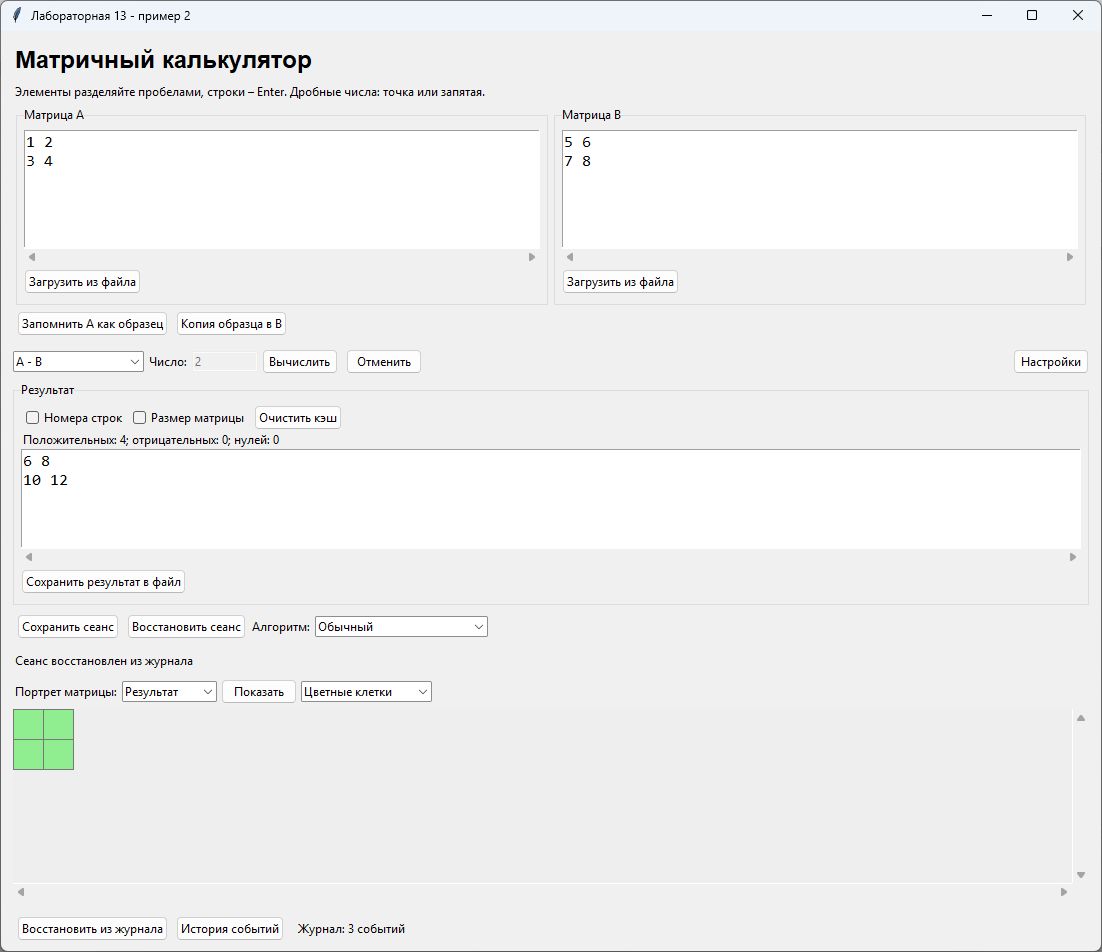 Лабораторная 13 - пример 2
Матричный калькулятор
Элементы разделяйте пробелами, строки – Enter. Дробные числа: точка или запятая.
Матрица A
1 2
3 4
Загрузить из файла
Матрица B
5 6
7 8
Загрузить из файла
Запомнить A как образец Копия образца в B
A - B Число: 2 Вычислить Отменить Настройки
Результат
Номера строк Размер матрицы Очистить кэш
Положительных: 4; отрицательных: 0; нулей: 0
6 8
10 12
Сохранить результат в файл
Сохранить сеанс Восстановить сеанс Алгоритм: Обычный
Сеанс восстановлен из журнала
Портрет матрицы: Результат Показать Цветные клетки
Восстановить из журнала История событий Журнал: 3 событий